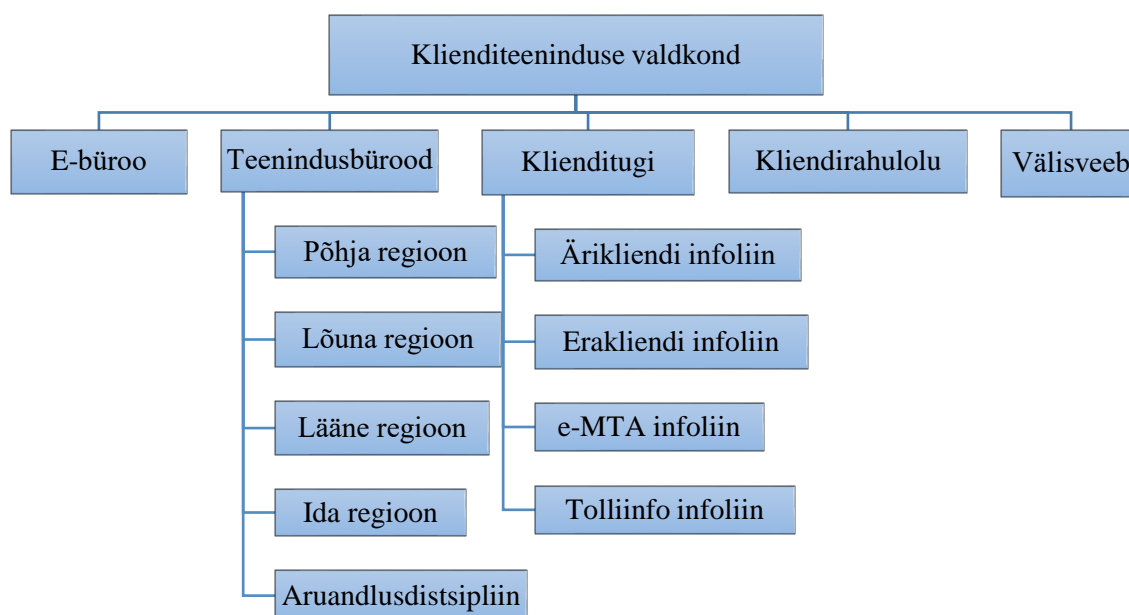 Klienditeeninduse valdkond
E-büroo
Teenindusbürood
Klienditugi
Kliendirahulolu
Välisveeb
Põhja regioon
Lõuna regioon
Lääne regioon
Ida regioon
Aruandlusdistsipliin
Ärikliendi infoliin
Erakliendi infoliin
e-MTA infoliin
Tolliinfo infoliin